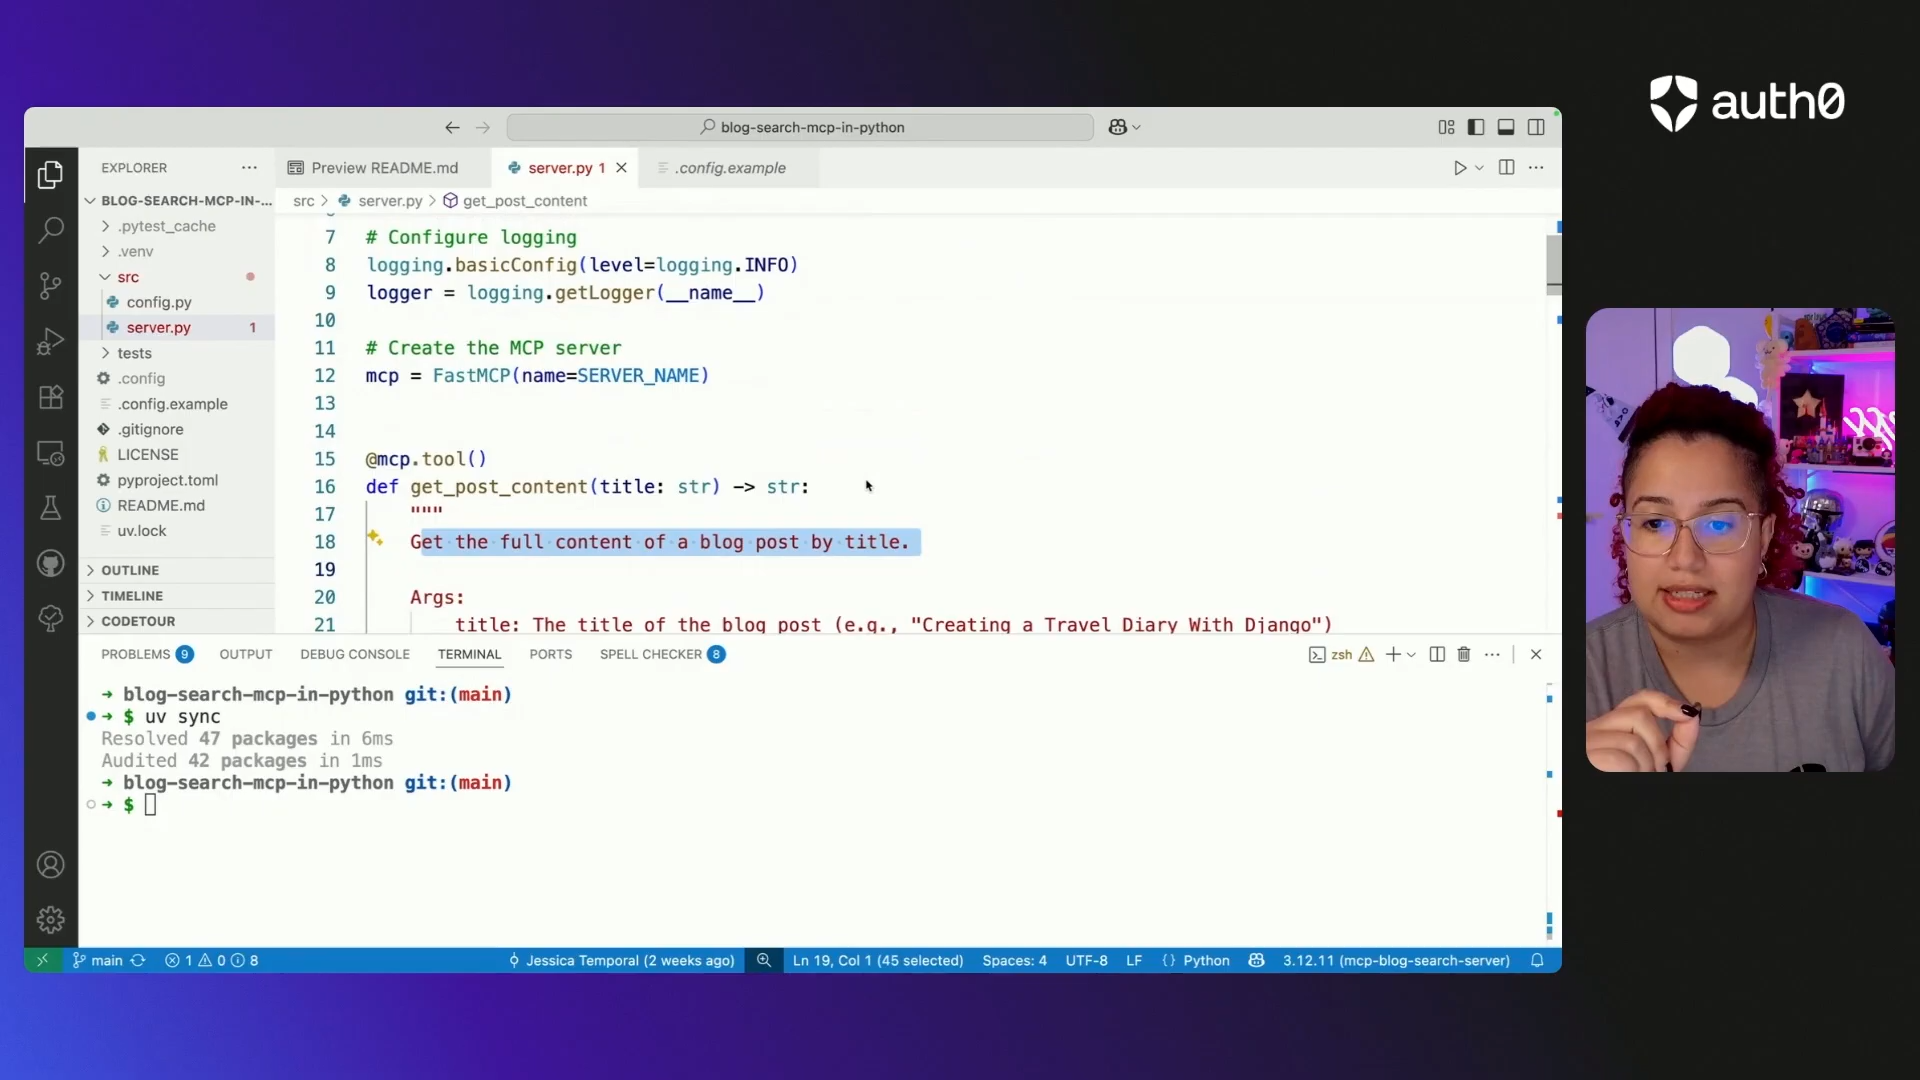 auth0
blog-search-mcp-in-python
EXPLORER
Preview README.md
server.py 1
.config.example
BLOG-SEARCH-MCP-IN-...
src > server.py > get_post_content
.pytest_cache
.venv
src
config.py
server.py 1
tests
.config
.config.example
.gitignore
LICENSE
pyproject.toml
README.md
uv.lock
OUTLINE
TIMELINE
CODETOUR
7 # Configure logging
8 logging.basicConfig(level=logging.INFO)
9 logger = logging.getLogger(__name__)
10
11 # Create the MCP server
12 mcp = FastMCP(name=SERVER_NAME)
13
14
15 @mcp.tool()
16 def get_post_content(title: str) -> str:
17 """
18 Get the full content of a blog post by title.
19
20 Args:
21 title: The title of the blog post (e.g., "Creating a Travel Diary With Django")
PROBLEMS 9 OUTPUT DEBUG CONSOLE TERMINAL PORTS SPELL CHECKER 8
zsh
→ blog-search-mcp-in-python git:(main)
→ $ uv sync
Resolved 47 packages in 6ms
Audited 42 packages in 1ms
→ blog-search-mcp-in-python git:(main)
→ $
main 1 0 8 Jessica Temporal (2 weeks ago) Ln 19, Col 1 (45 selected) Spaces: 4 UTF-8 LF {} Python 3.12.11 (mcp-blog-search-server)